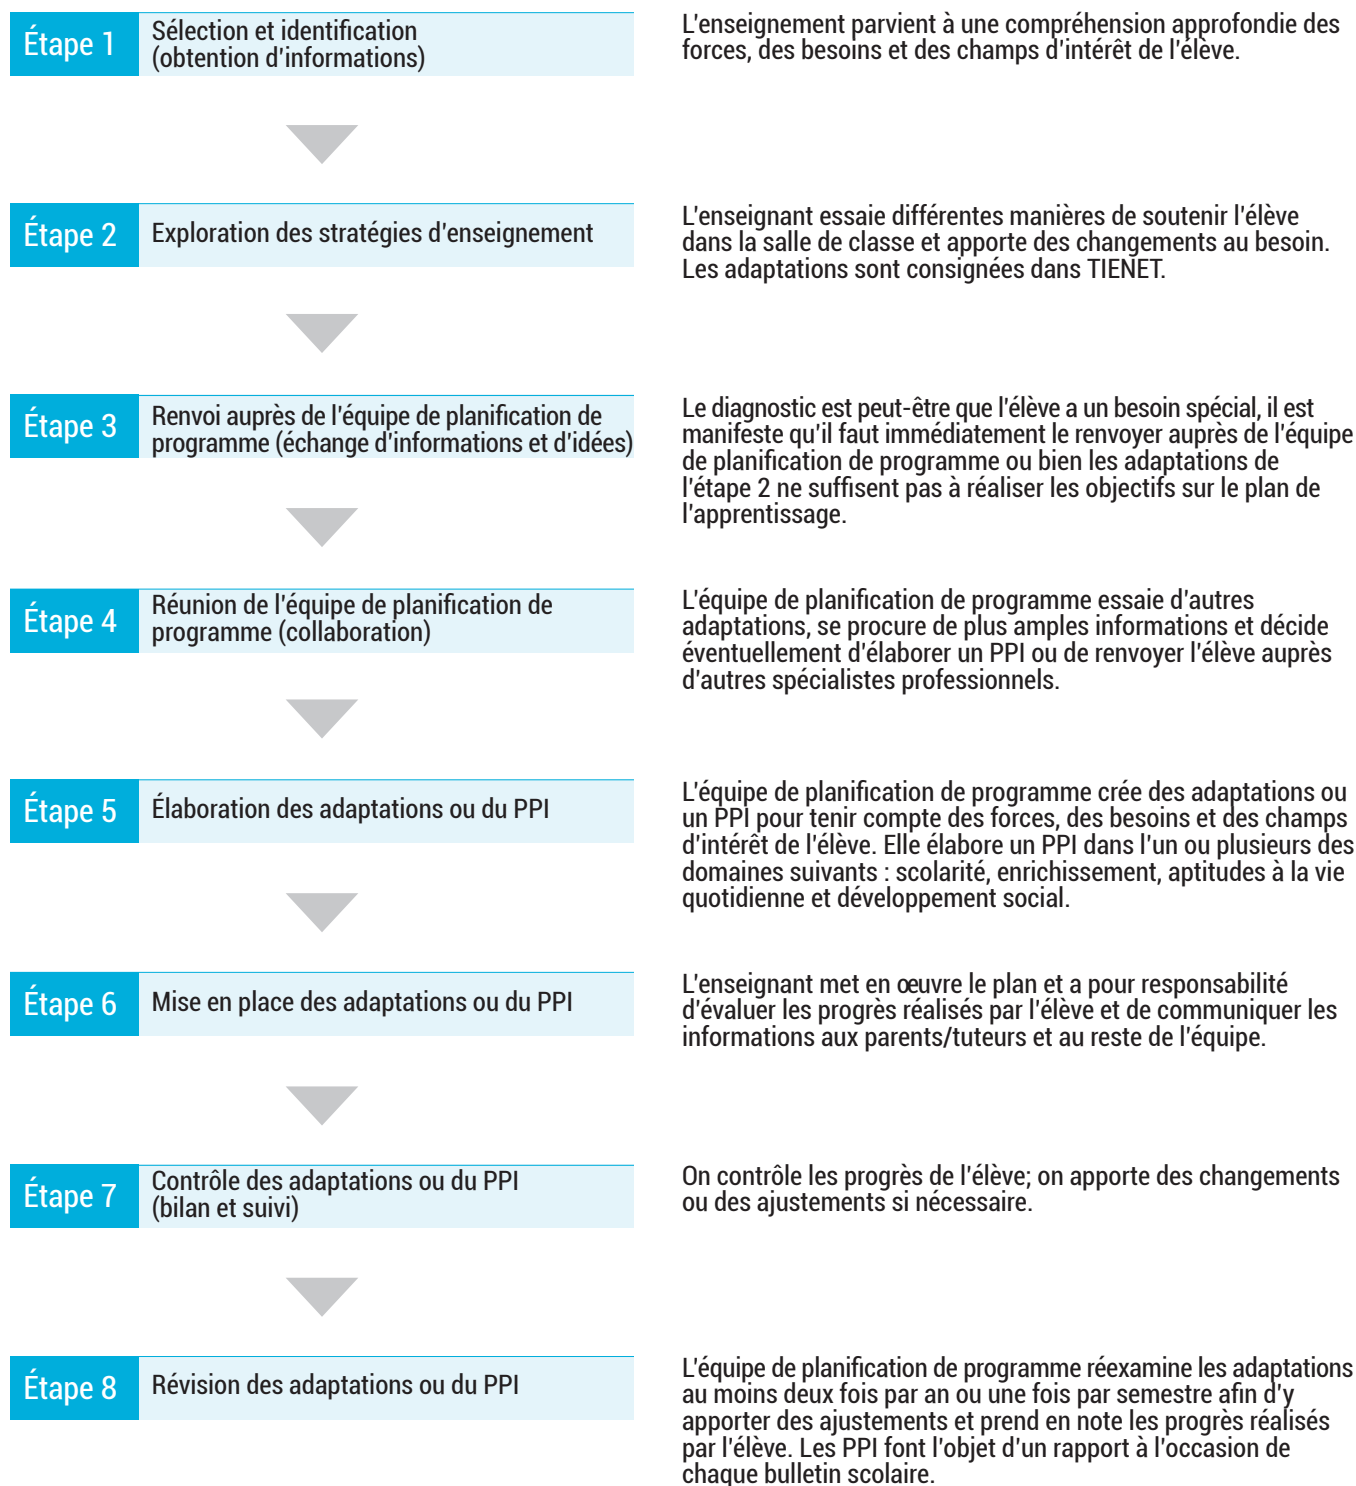 Étape 1
Sélection et identification
(obtention d'informations)
L'enseignement parvient à une compréhension approfondie des
forces, des besoins et des champs d'intérêt de l'élève.
Étape 2
Exploration des stratégies d'enseignement
L'enseignant essaie différentes manières de soutenir l'élève
dans la salle de classe et apporte des changements au besoin.
Les adaptations sont consignées dans TIENET.
Étape 3
Renvoi auprès de l'équipe de planification de
programme (échange d'informations et d'idées)
Le diagnostic est peut-être que l'élève a un besoin spécial, il est
manifeste qu'il faut immédiatement le renvoyer auprès de l'équipe
de planification de programme ou bien les adaptations de
l'étape 2 ne suffisent pas à réaliser les objectifs sur le plan de
l'apprentissage.
Étape 4
Réunion de l'équipe de planification de
programme (collaboration)
L'équipe de planification de programme essaie d'autres
adaptations, se procure de plus amples informations et décide
éventuellement d'élaborer un PPI ou de renvoyer l'élève auprès
d'autres spécialistes professionnels.
Étape 5
Élaboration des adaptations ou du PPI
L'équipe de planification de programme crée des adaptations ou
un PPI pour tenir compte des forces, des besoins et des champs
d'intérêt de l'élève. Elle élabore un PPI dans l'un ou plusieurs des
domaines suivants : scolarité, enrichissement, aptitudes à la vie
quotidienne et développement social.
Étape 6
Mise en place des adaptations ou du PPI
L'enseignant met en œuvre le plan et a pour responsabilité
d'évaluer les progrès réalisés par l'élève et de communiquer les
informations aux parents/tuteurs et au reste de l'équipe.
Étape 7
Contrôle des adaptations ou du PPI
(bilan et suivi)
On contrôle les progrès de l'élève; on apporte des changements
ou des ajustements si nécessaire.
Étape 8
Révision des adaptations ou du PPI
L'équipe de planification de programme réexamine les adaptations
au moins deux fois par an ou une fois par semestre afin d'y
apporter des ajustements et prend en note les progrès réalisés
par l'élève. Les PPI font l'objet d'un rapport à l'occasion de
chaque bulletin scolaire.